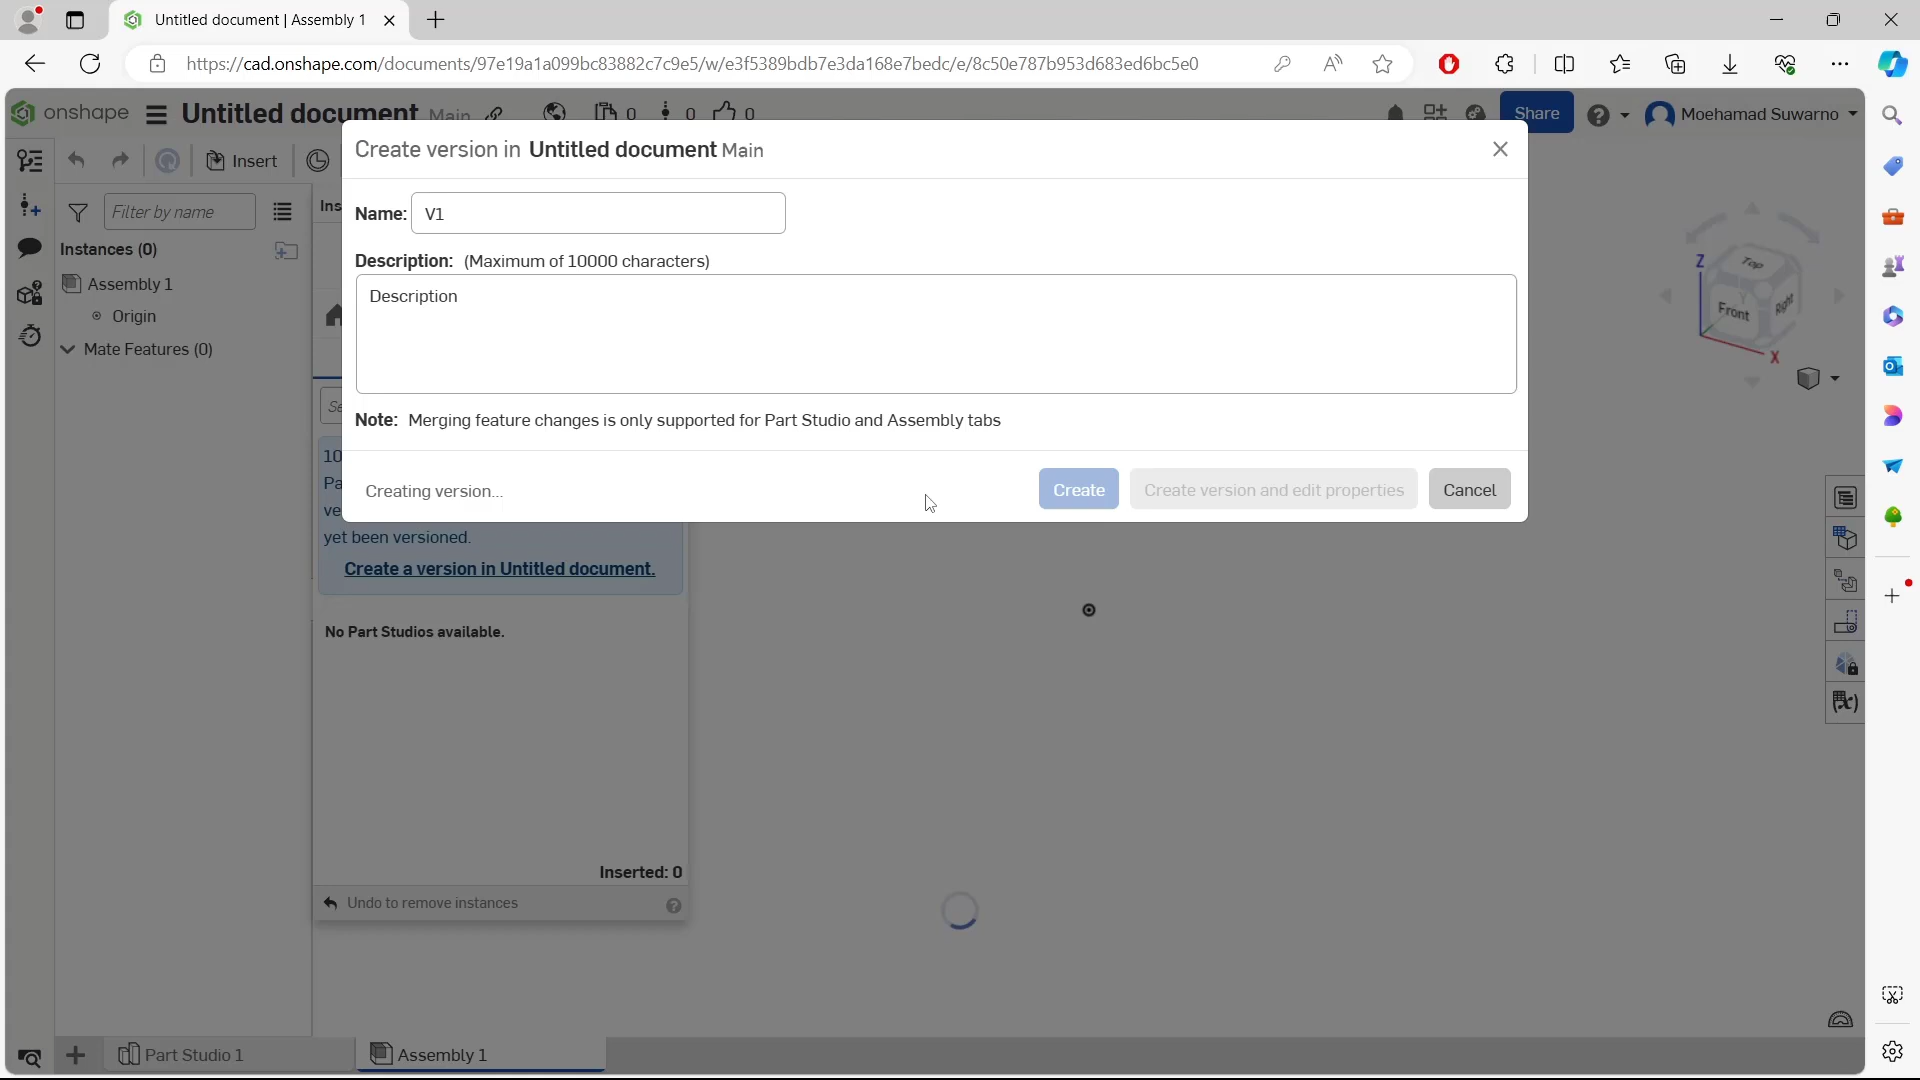 Untitled document | Assembly 1
https://cad.onshape.com/documents/97e19a1a099bc83882c7c9e5/w/e3f5389bdb7e3da168e7bedc/e/8c50e787b953d683ed6bc5e0
onshape
Untitled document Main
0
0
0
Share
Moehamad Suwarno
Insert
Filter by name
Instances (0)
Assembly 1
Origin
Mate Features (0)
Create version in Untitled document Main
Name: V1
Description: (Maximum of 10000 characters)
Description
Note: Merging feature changes is only supported for Part Studio and Assembly tabs
Creating version...
Create
Create version and edit properties
Cancel
yet been versioned.
Create a version in Untitled document.
No Part Studios available.
Inserted: 0
Undo to remove instances
Z
Top
Y
Front
Right
X
(x)
Part Studio 1
Assembly 1